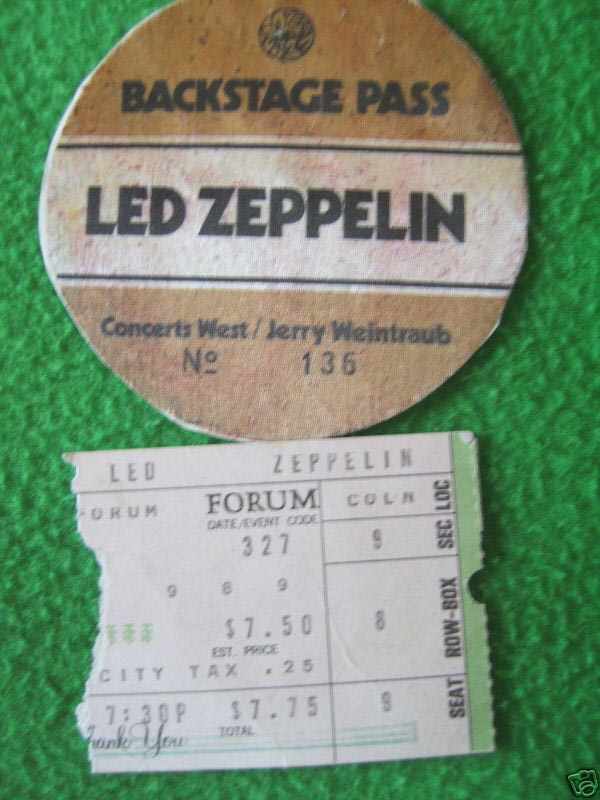 BACKSTAGE PASS
LED ZEPPELIN
Concerts West / Jerry Weintraub
Nº 136
LED ZEPPELIN
ORUM FORUM COLN
DATE/EVENT CODE
327 9
9 8 9 8
$7.50
EST. PRICE
CITY TAX .25
7:30P $7.75 9
TOTAL
hank You
SEC LOC
ROW-BOX
SEAT